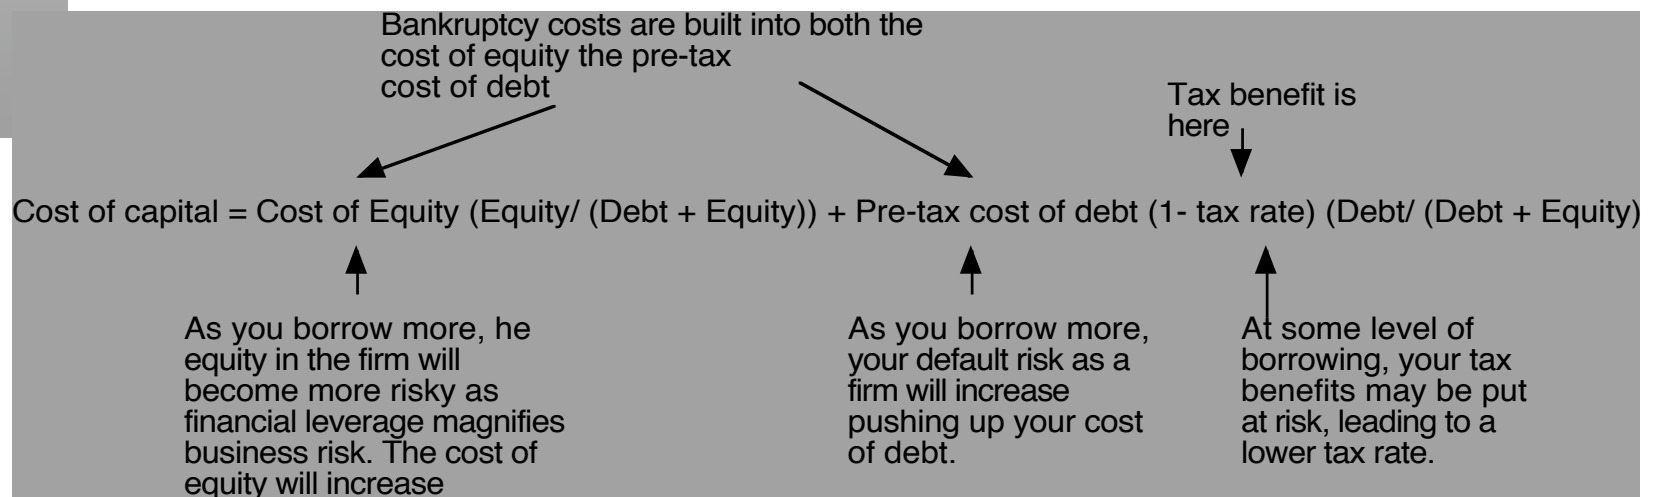 Bankruptcy costs are built into both the
cost of equity the pre-tax
cost of debt
Tax benefit is
here
Cost of capital = Cost of Equity (Equity/ (Debt + Equity)) + Pre-tax cost of debt (1- tax rate) (Debt/ (Debt + Equity)
As you borrow more, he
equity in the firm will
become more risky as
financial leverage magnifies
business risk. The cost of
equity will increase
As you borrow more,
your default risk as a
firm will increase
pushing up your cost
of debt.
At some level of
borrowing, your tax
benefits may be put
at risk, leading to a
lower tax rate.